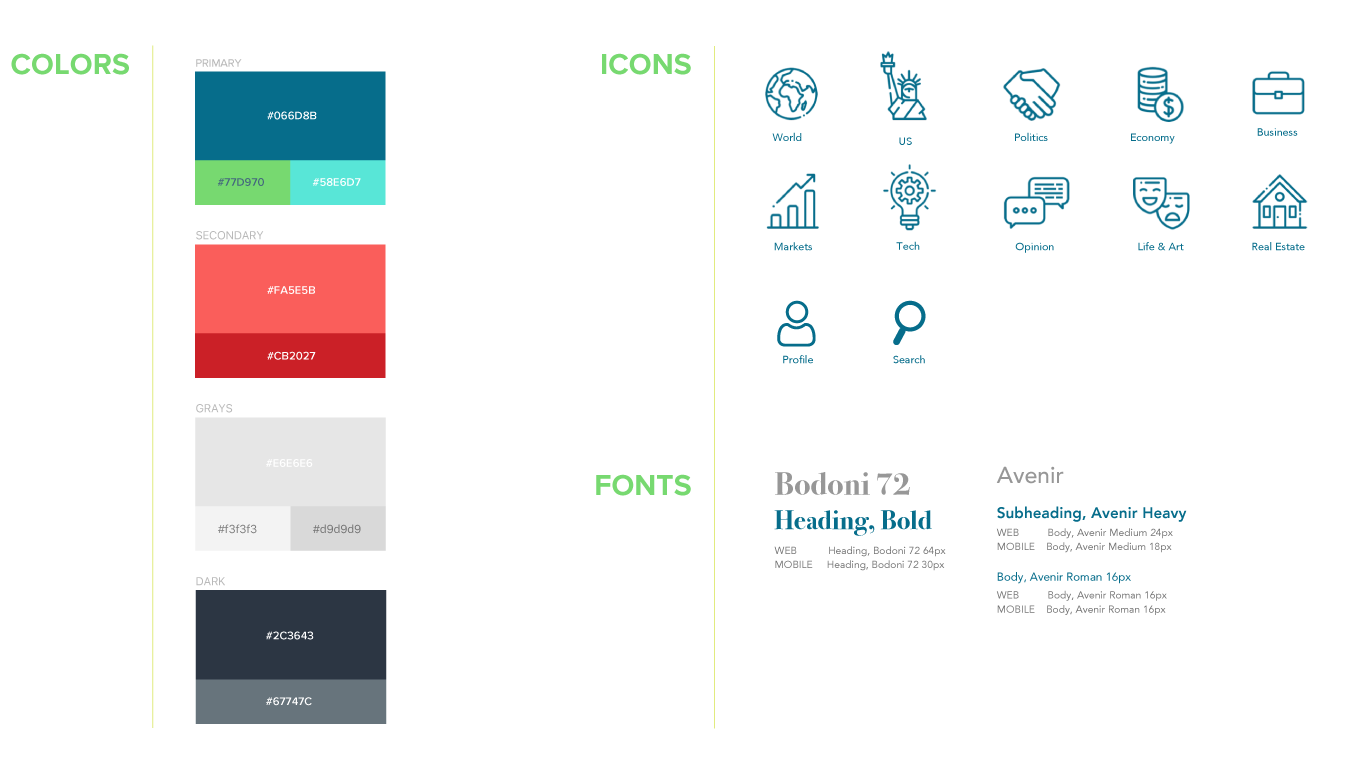 COLORS
PRIMARY
#066D8B
#77D970
#58E6D7
SECONDARY
#FA5E5B
#CB2027
GRAYS
#E6E6E6
#f3f3f3
#d9d9d9
DARK
#2C3643
#67747C
ICONS
World
US
Politics
Economy
$
Business
Markets
Tech
Opinion
Life & Art
Real Estate
Profile
Search
FONTS
Bodoni 72
Heading, Bold
WEB Heading, Bodoni 72 64px
MOBILE Heading, Bodoni 72 30px
Avenir
Subheading, Avenir Heavy
WEB Body, Avenir Medium 24px
MOBILE Body, Avenir Medium 18px
Body, Avenir Roman 16px
WEB Body, Avenir Roman 16px
MOBILE Body, Avenir Roman 16px